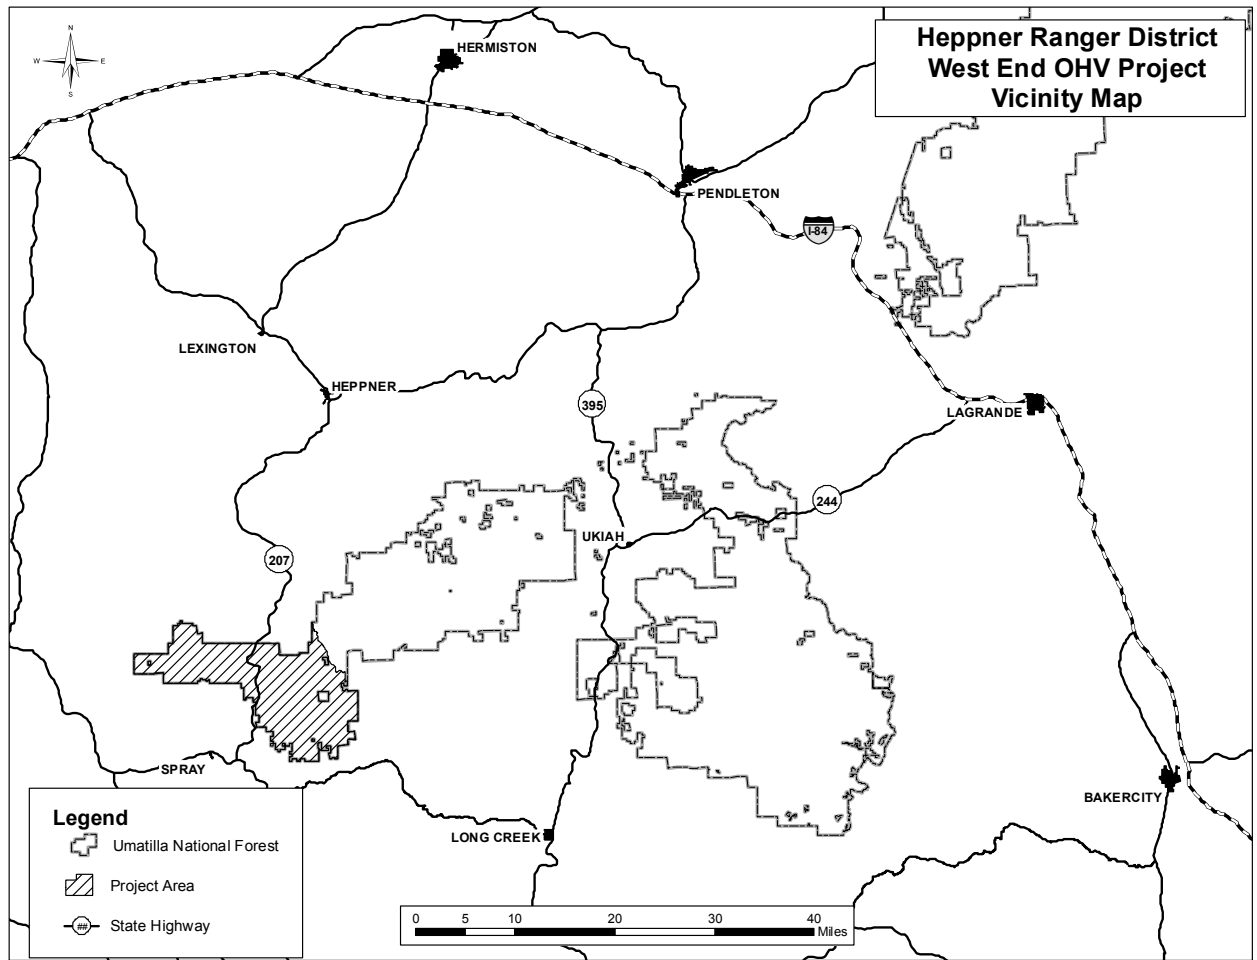 Heppner Ranger District
West End OHV Project
Vicinity Map
N
W
E
S
HERMISTON
PENDLETON
I-84
LEXINGTON
HEPPNER
395
LAGRANDE
244
UKIAH
207
SPRAY
BAKERCITY
LONG CREEK
Legend
Umatilla National Forest
Project Area
## State Highway
0 5 10 20 30 40
Miles